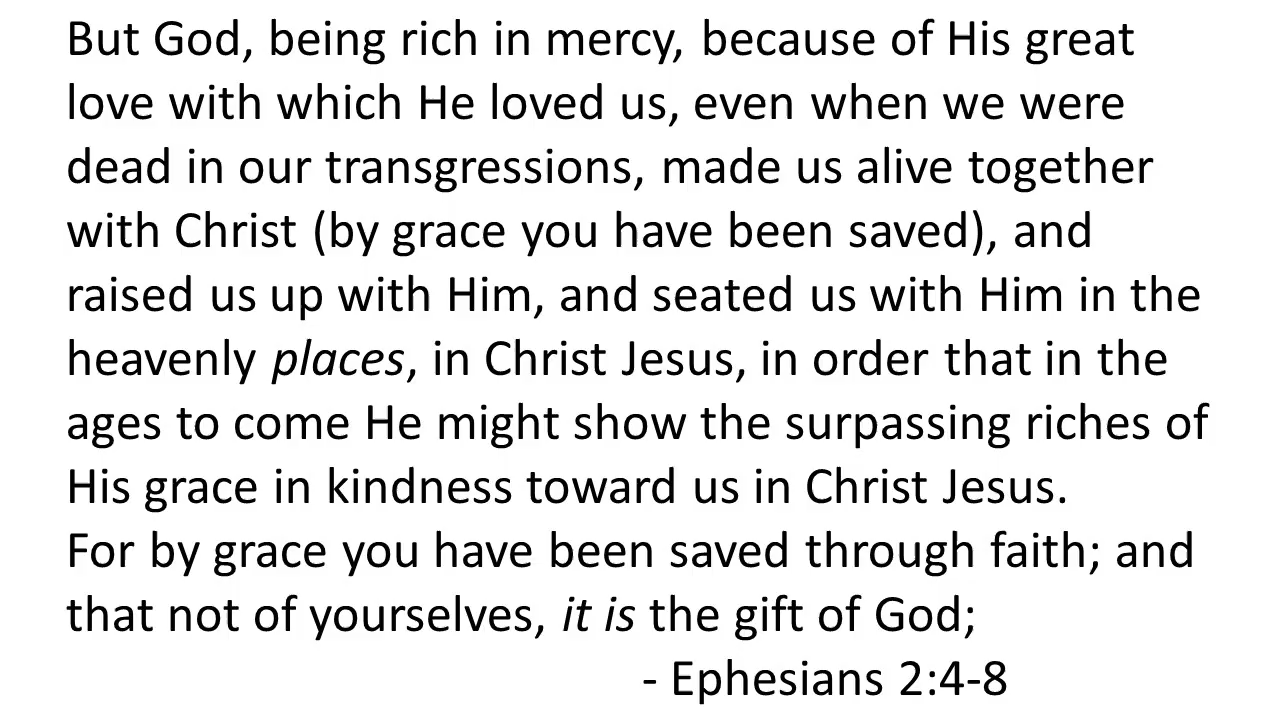 But God, being rich in mercy, because of His great
love with which He loved us, even when we were
dead in our transgressions, made us alive together
with Christ (by grace you have been saved), and
raised us up with Him, and seated us with Him in the
heavenly places, in Christ Jesus, in order that in the
ages to come He might show the surpassing riches of
His grace in kindness toward us in Christ Jesus.
For by grace you have been saved through faith; and
that not of yourselves, it is the gift of God;
- Ephesians 2:4-8